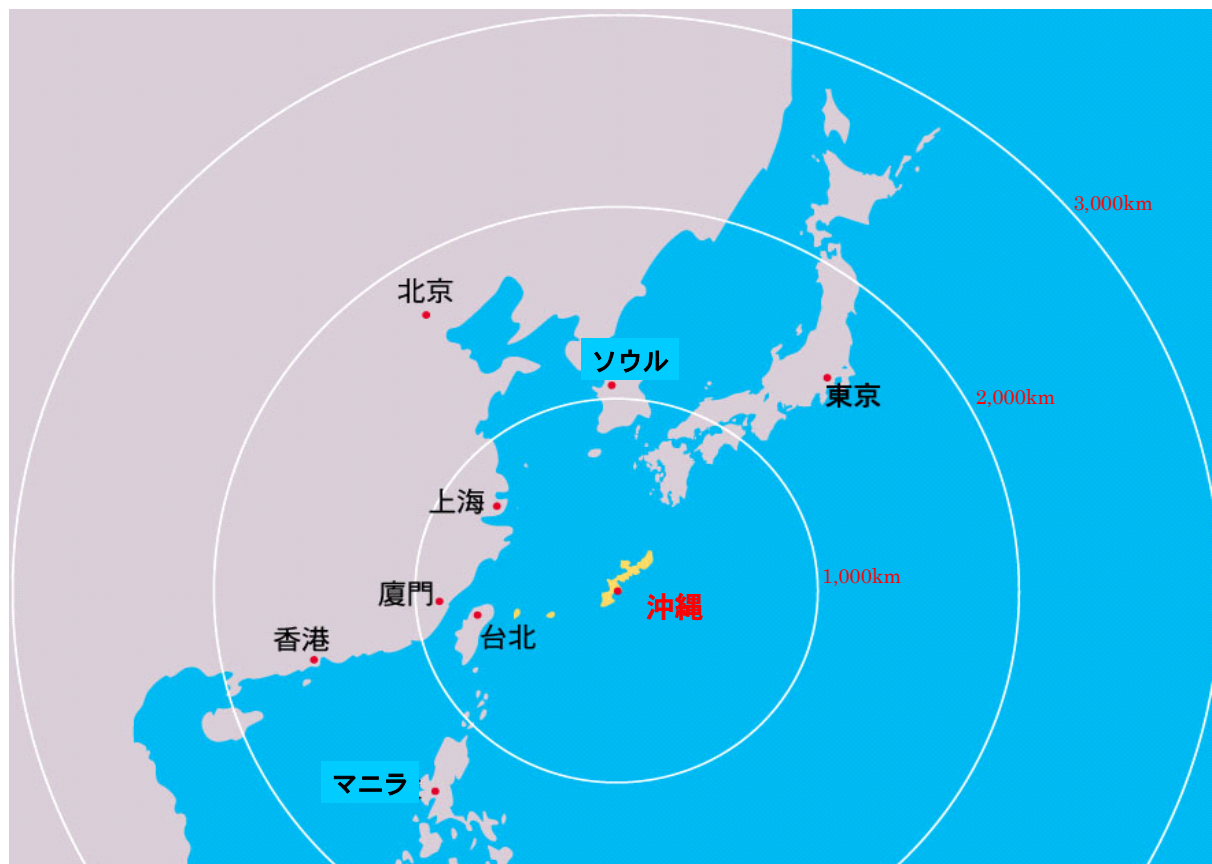 3,000km
北京
ソウル
東京
2,000km
上海
1,000km
廈門
沖縄
台北
香港
マニラ